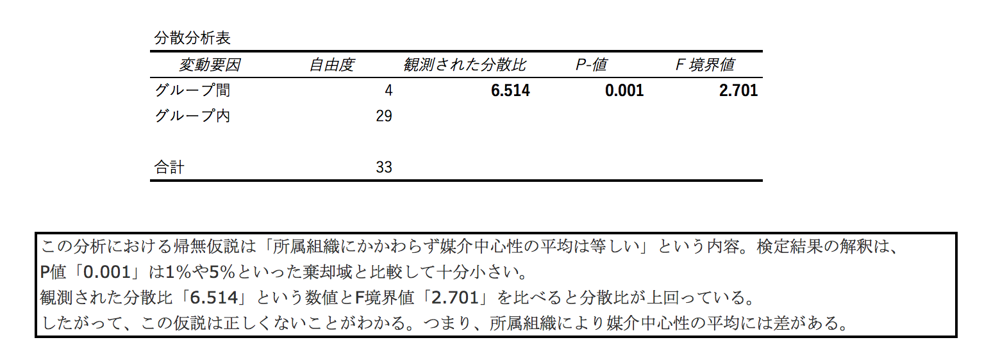 分散分析表
変動要因 自由度 観測された分散比 P-値 F 境界値
グループ間 4 6.514 0.001 2.701
グループ内 29
合計 33
この分析における帰無仮説は「所属組織にかかわらず媒介中心性の平均は等しい」という内容。検定結果の解釈は、
P値「0.001」は1%や5%といった棄却域と比較して十分小さい。
観測された分散比「6.514」という数値とF境界値「2.701」を比べると分散比が上回っている。
したがって、この仮説は正しくないことがわかる。つまり、所属組織により媒介中心性の平均には差がある。